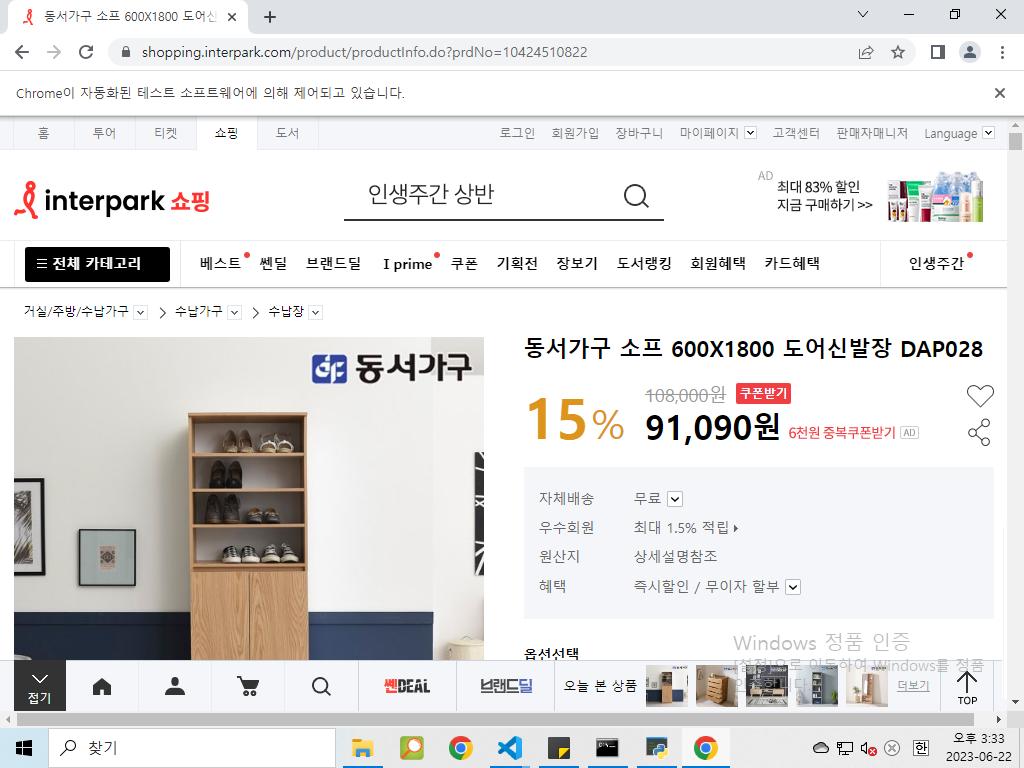 동서가구 소프 600X1800 도어신
shopping.interpark.com/product/productInfo.do?prdNo=10424510822
Chrome이 자동화된 테스트 소프트웨어에 의해 제어되고 있습니다.
홈 투어 티켓 쇼핑 도서 로그인 회원가입 장바구니 마이페이지 고객센터 판매자매니저 Language
interpark 쇼핑
인생주간 상반
AD
최대 83% 할인
지금 구매하기 >>
전체 카테고리 베스트 쎈딜 브랜드딜 I prime 쿠폰 기획전 장보기 도서랭킹 회원혜택 카드혜택 인생주간
거실/주방/수납가구 수납가구 수납장
동서가구
동서가구 소프 600X1800 도어신발장 DAP028
15%
108,000원 쿠폰받기
91,090원 6천원 중복쿠폰받기 AD
자체배송 무료
우수회원 최대 1.5% 적립
원산지 상세설명참조
혜택 즉시할인 / 무이자 할부
옵션선택
Windows 정품 인증
[설정]으로 이동하여 Windows를 정품
접기
쎈DEAL
브랜드딜
오늘 본 상품
더보기
TOP
찾기
한
오후 3:33
2023-06-22